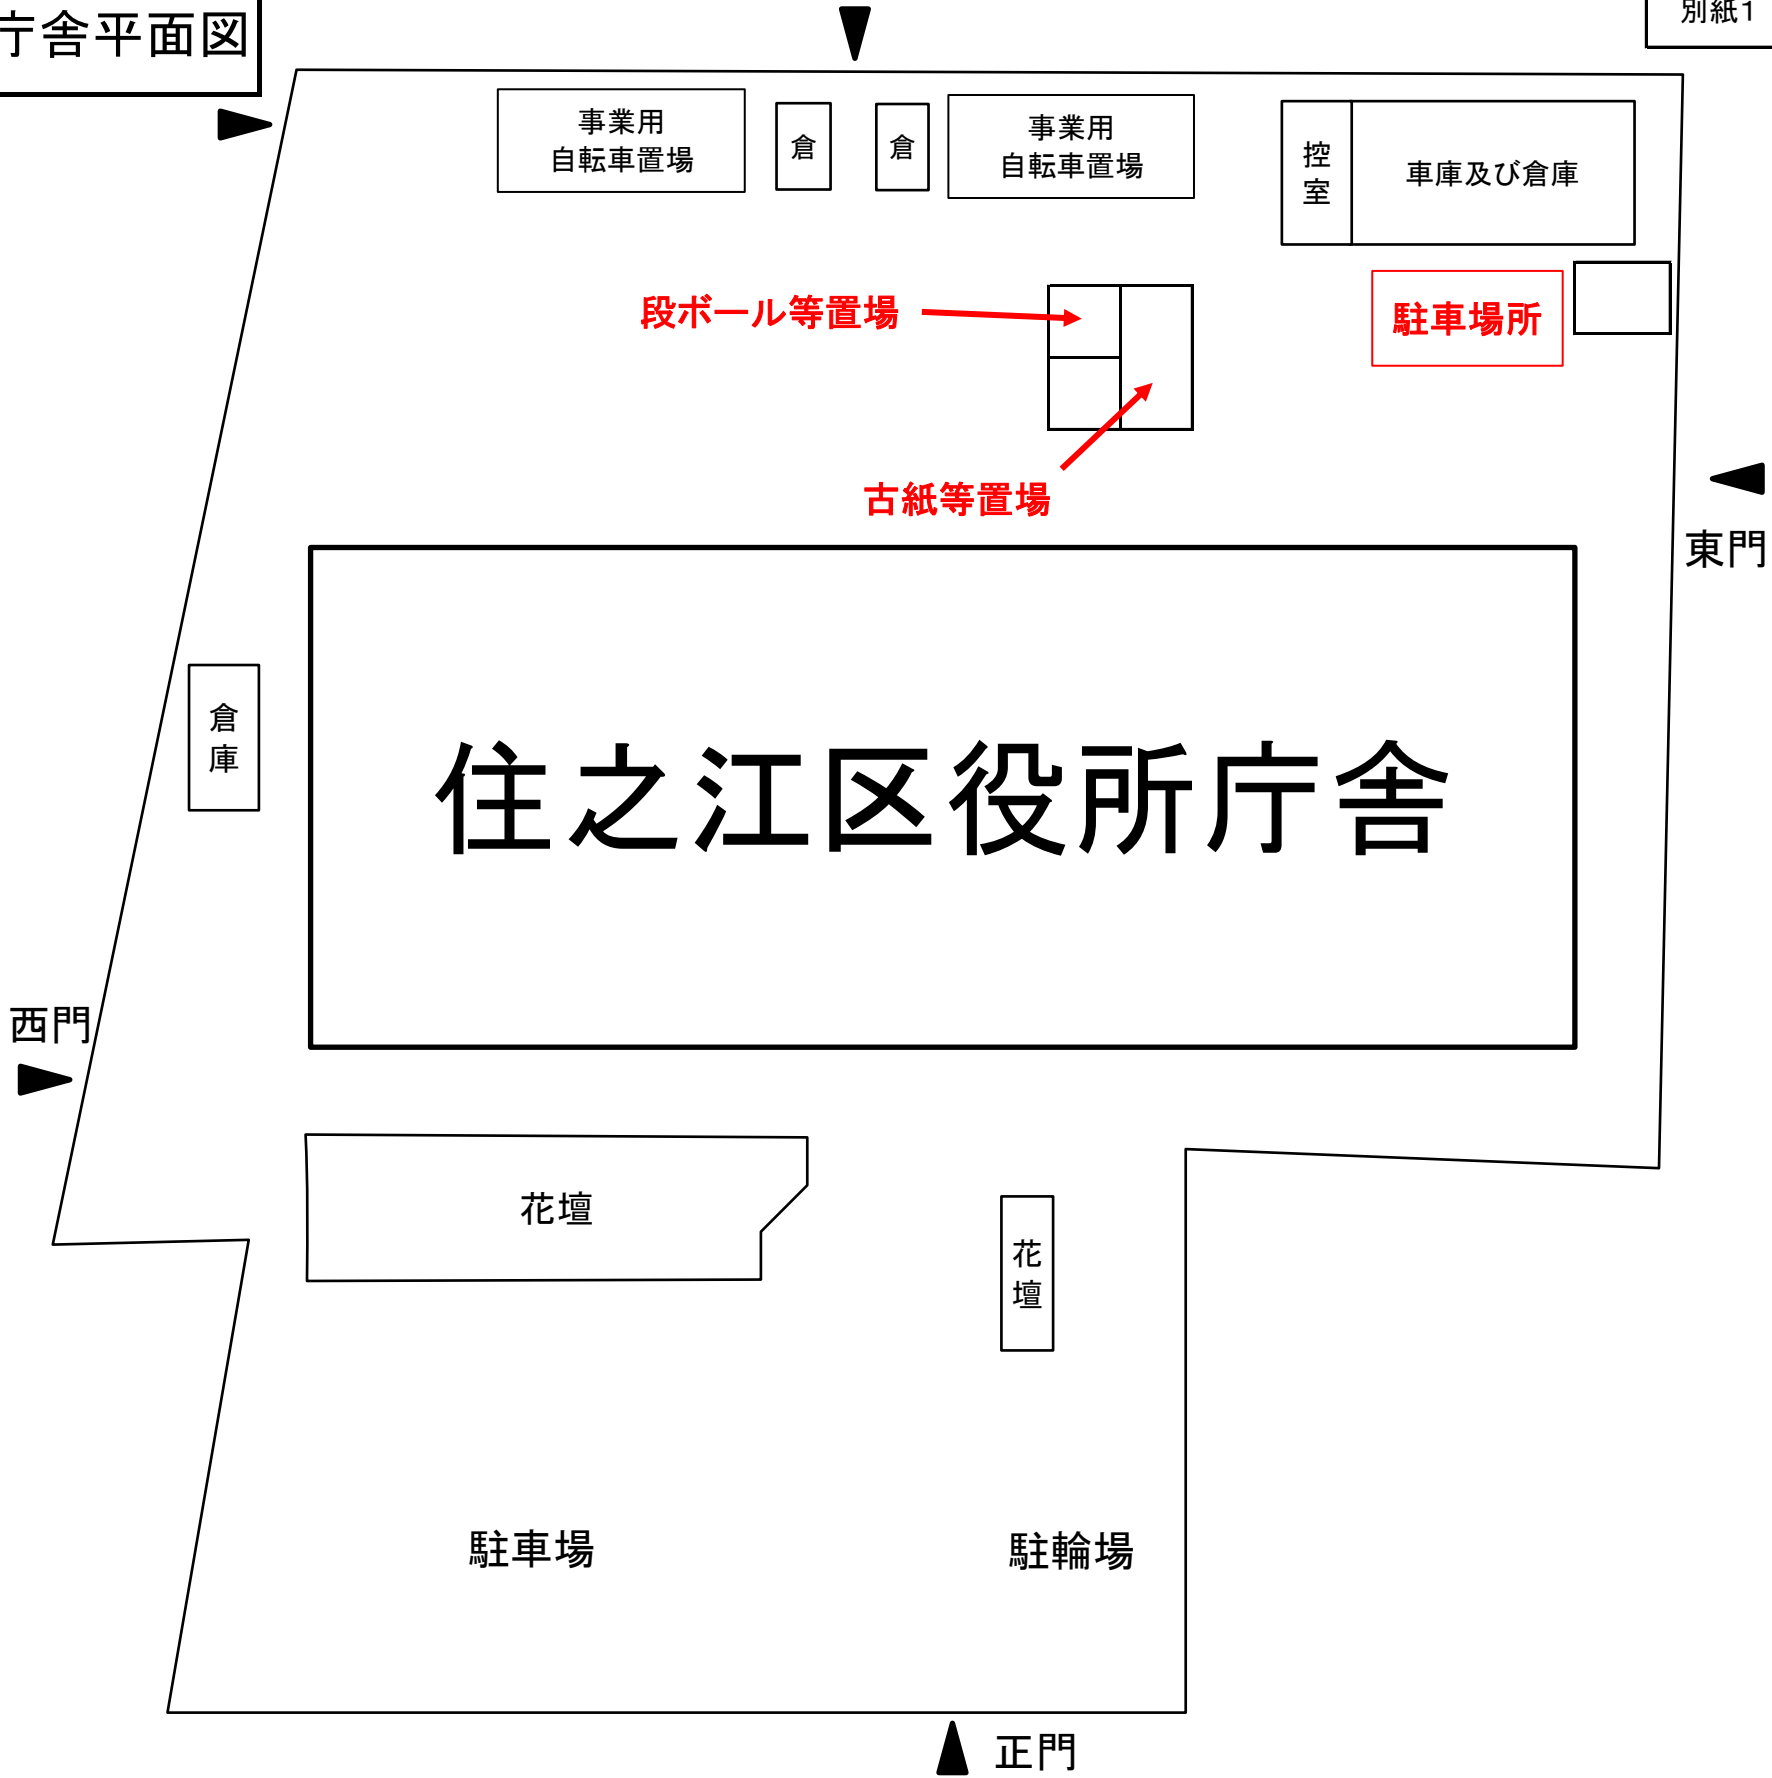 庁舎平面図
別紙1
事業用
自転車置場
倉
倉
事業用
自転車置場
控
室
車庫及び倉庫
段ボール等置場
駐車場所
古紙等置場
東門
倉
庫
住之江区役所庁舎
西門
花壇
花
壇
駐車場
駐輪場
正門